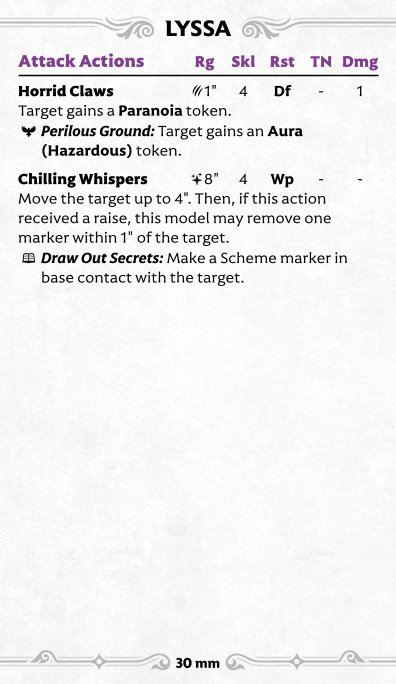 LYSSA
Attack Actions Rg Skl Rst TN Dmg
Horrid Claws 1" 4 Df - 1
Target gains a Paranoia token.
Perilous Ground: Target gains an Aura
(Hazardous) token.
Chilling Whispers 8" 4 Wp - -
Move the target up to 4". Then, if this action
received a raise, this model may remove one
marker within 1" of the target.
Draw Out Secrets: Make a Scheme marker in
base contact with the target.
30 mm